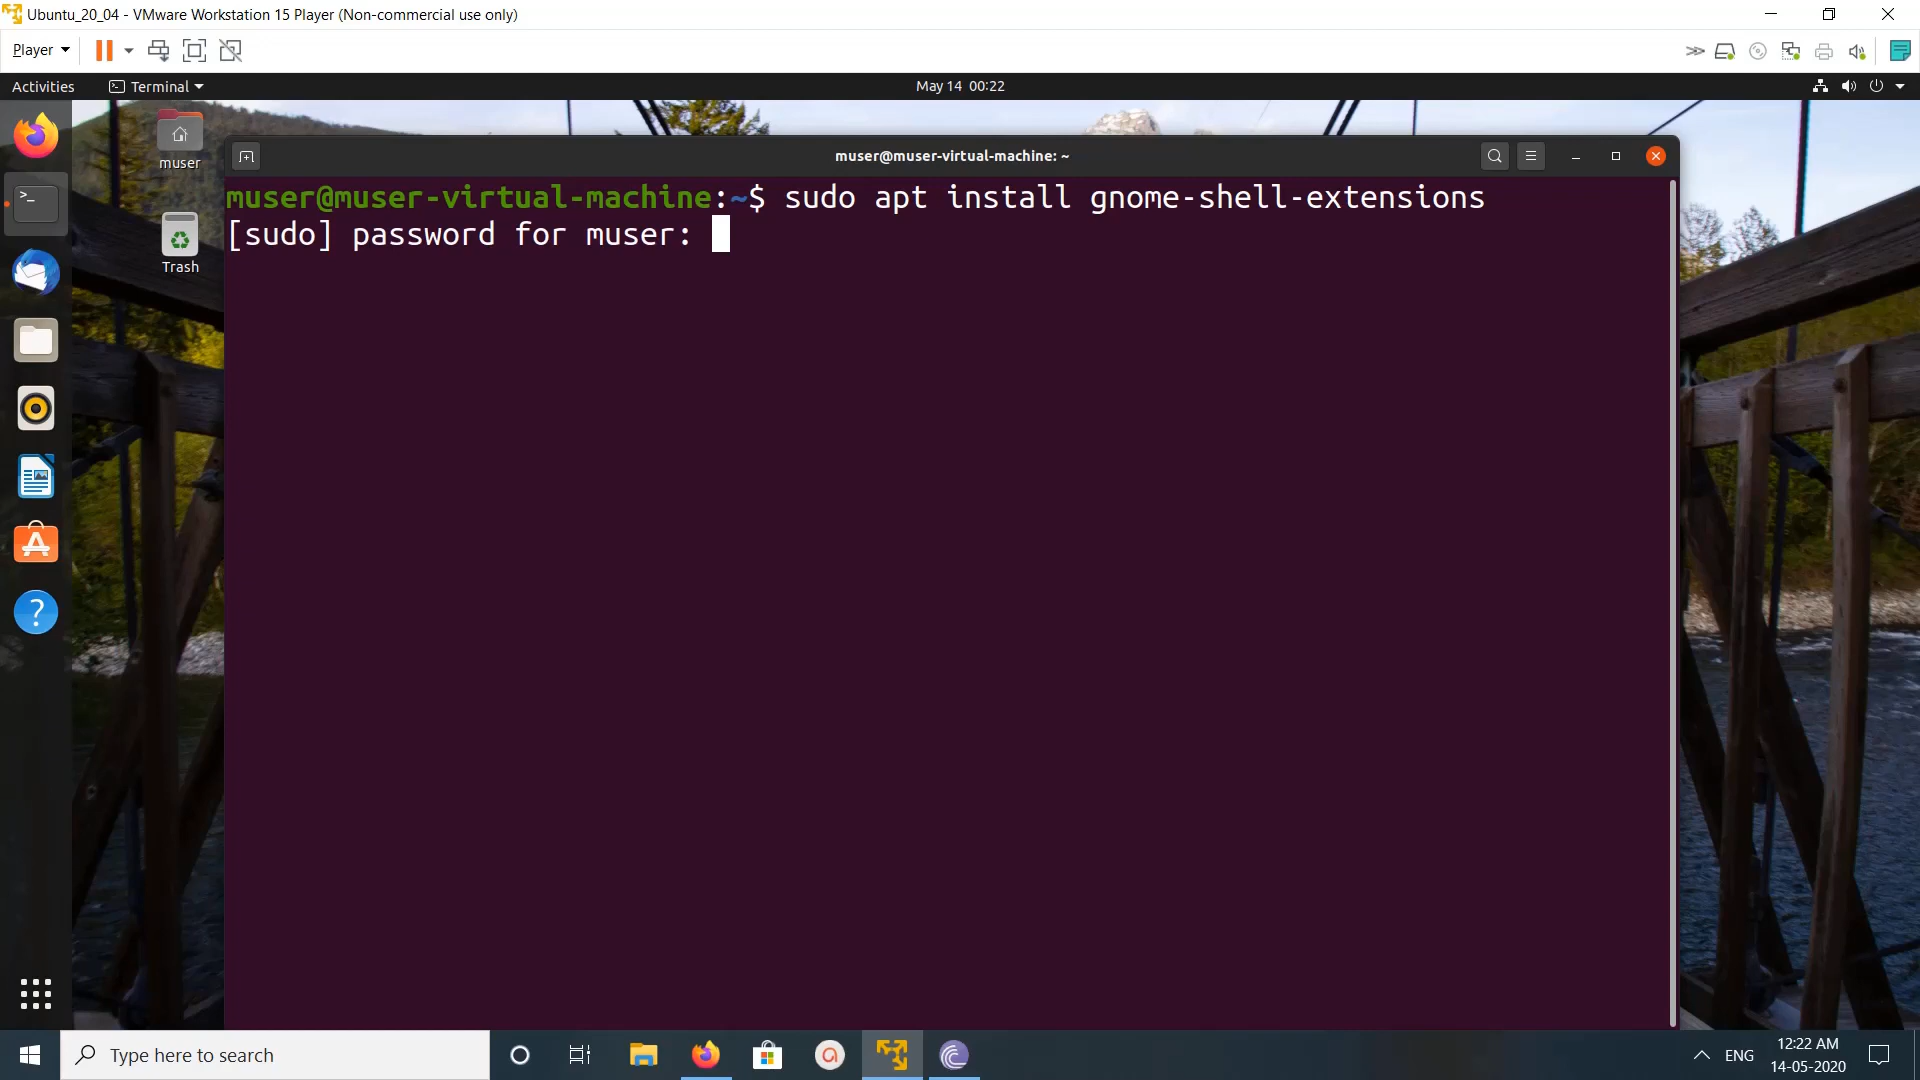 Ubuntu_20_04 - VMware Workstation 15 Player (Non-commercial use only)
Player
Activities
Terminal
May 14 00:22
muser
Trash
muser@muser-virtual-machine: ~
muser@muser-virtual-machine:~$ sudo apt install gnome-shell-extensions
[sudo] password for muser:
Type here to search
ENG
12:22 AM
14-05-2020